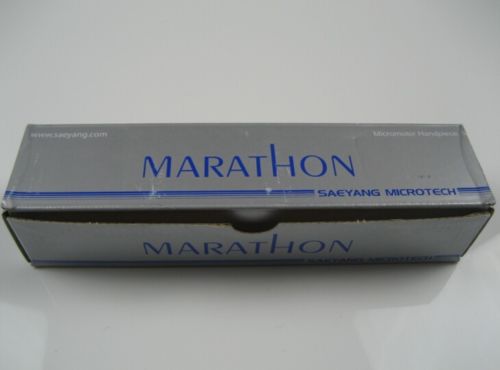 www.saeyang.com
Micromotor Handpiece
MARATHON
SAEYANG MICROTECH
MARATHON
SAEYANG MICROTECH